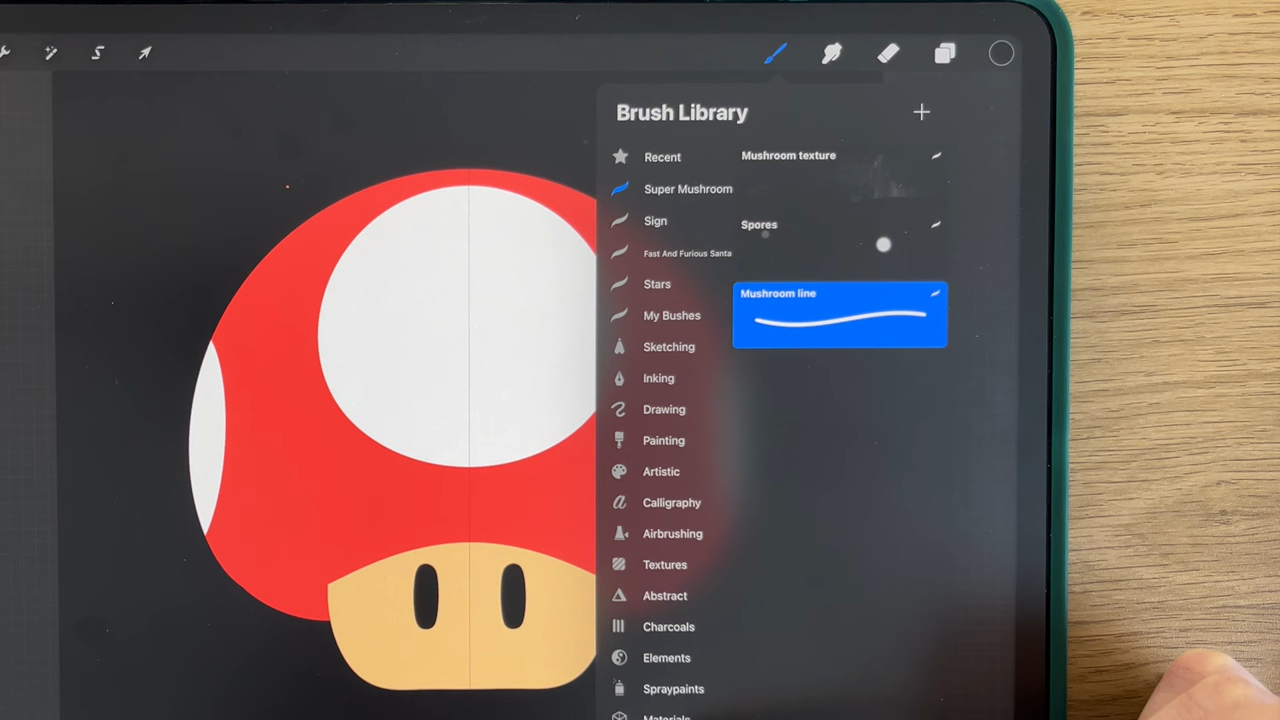 Brush Library
Recent
Super Mushroom
Sign
Fast And Furious Santa
Stars
My Bushes
Sketching
Inking
Drawing
Painting
Artistic
Calligraphy
Airbrushing
Textures
Abstract
Charcoals
Elements
Spraypaints
Materials
Mushroom texture
Spores
Mushroom line